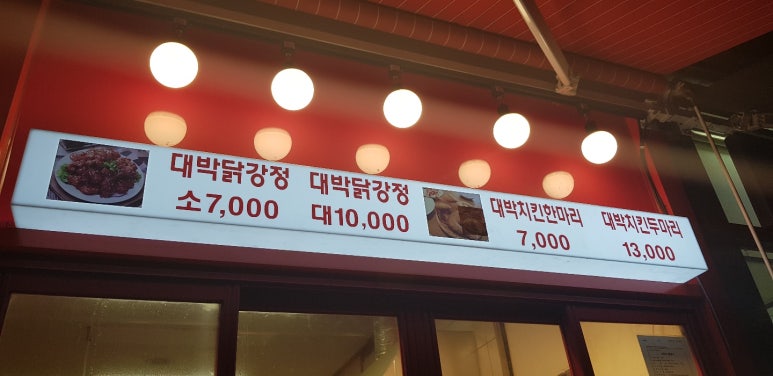 대박닭강정
소7,000
대박닭강정
대10,000
대박치킨한마리
7,000
대박치킨두마리
13,000